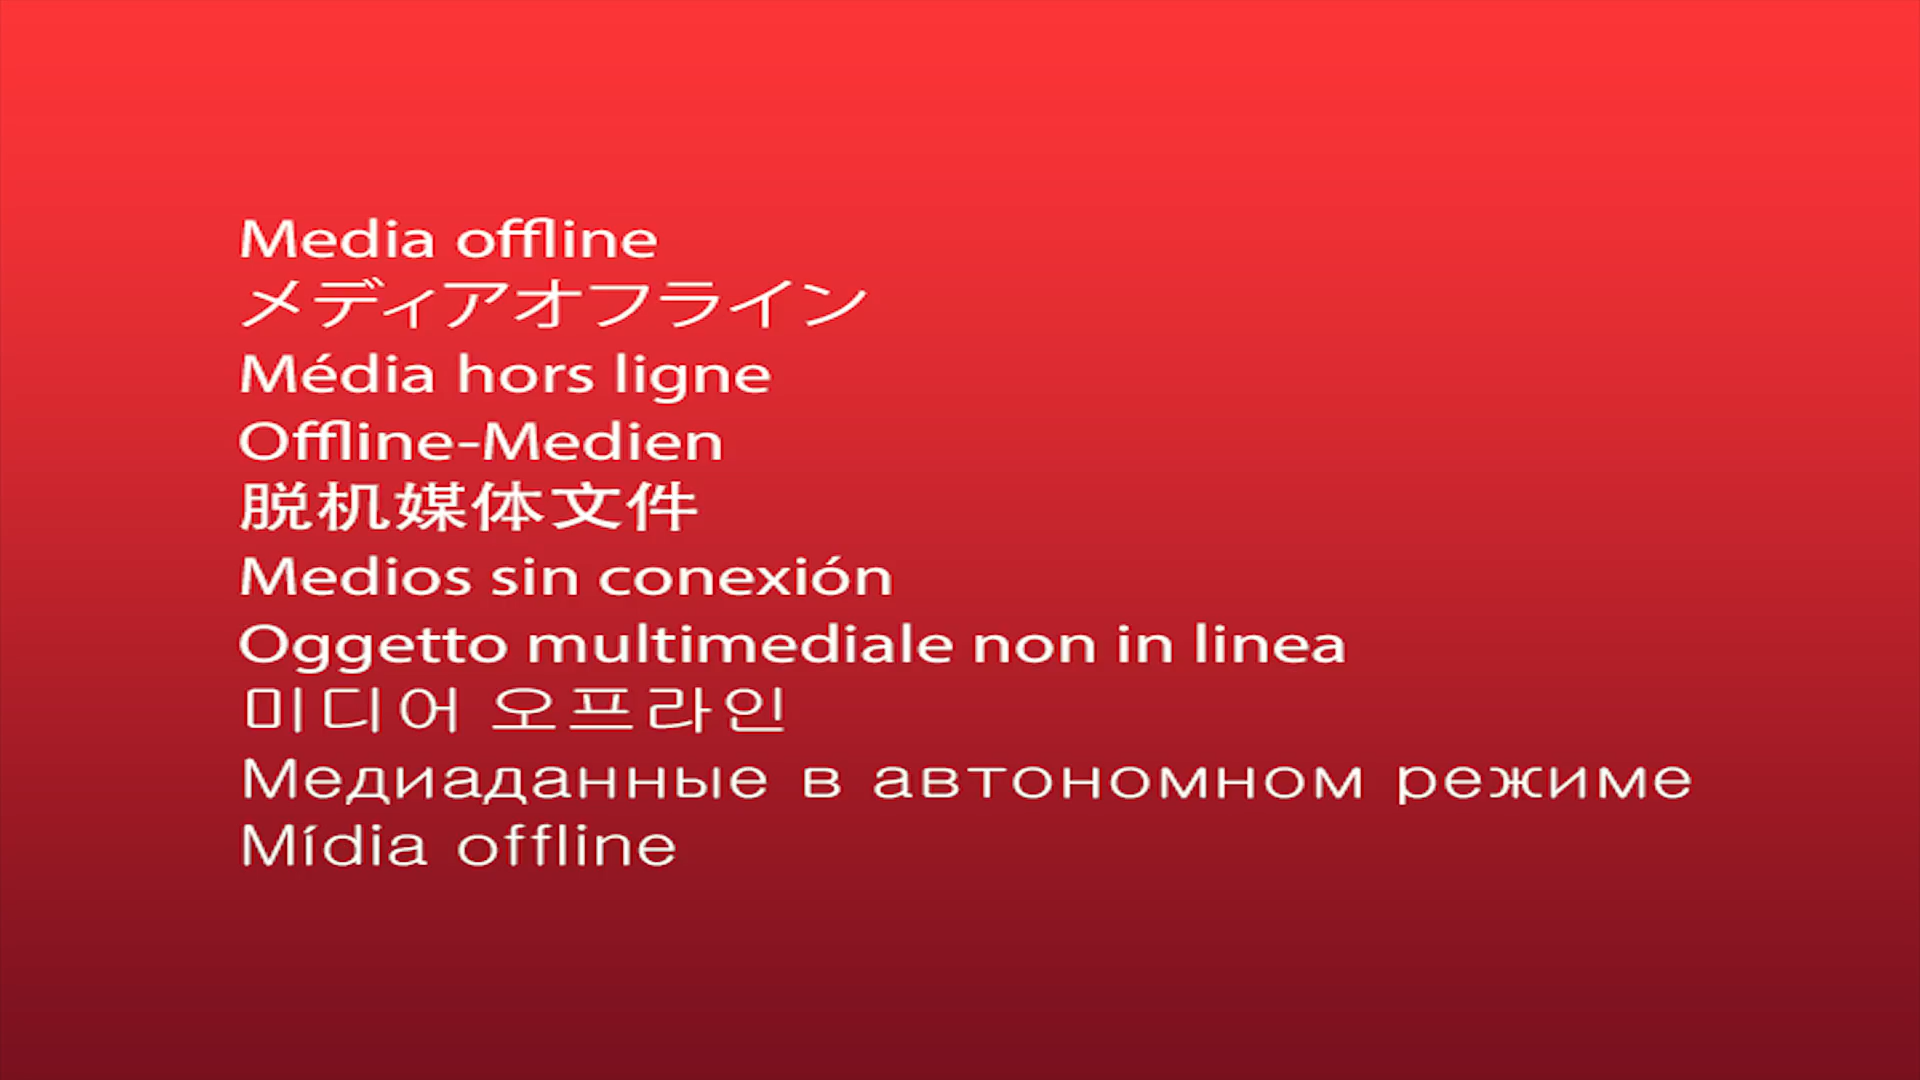 Media offline
メディアオフライン
Média hors ligne
Offline-Medien
脱机媒体文件
Medios sin conexión
Oggetto multimediale non in linea
미디어 오프라인
Медиаданные в автономном режиме
Mídia offline